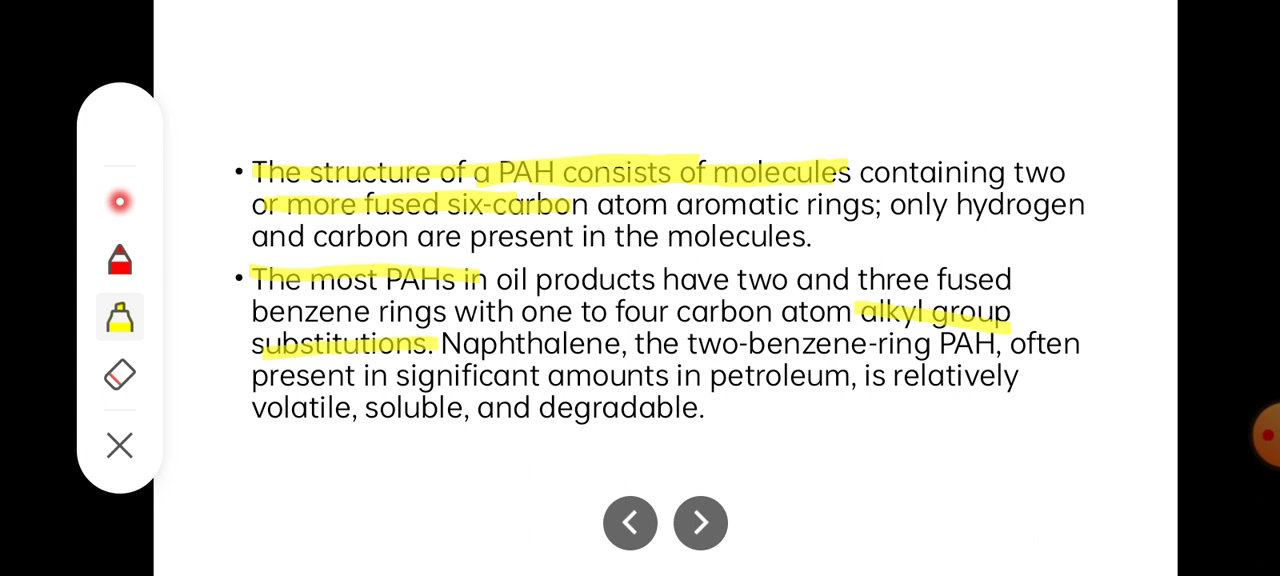 • The structure of a PAH consists of molecules containing two
or more fused six-carbon atom aromatic rings; only hydrogen
and carbon are present in the molecules.
• The most PAHs in oil products have two and three fused
benzene rings with one to four carbon atom alkyl group
substitutions. Naphthalene, the two-benzene-ring PAH, often
present in significant amounts in petroleum, is relatively
volatile, soluble, and degradable.